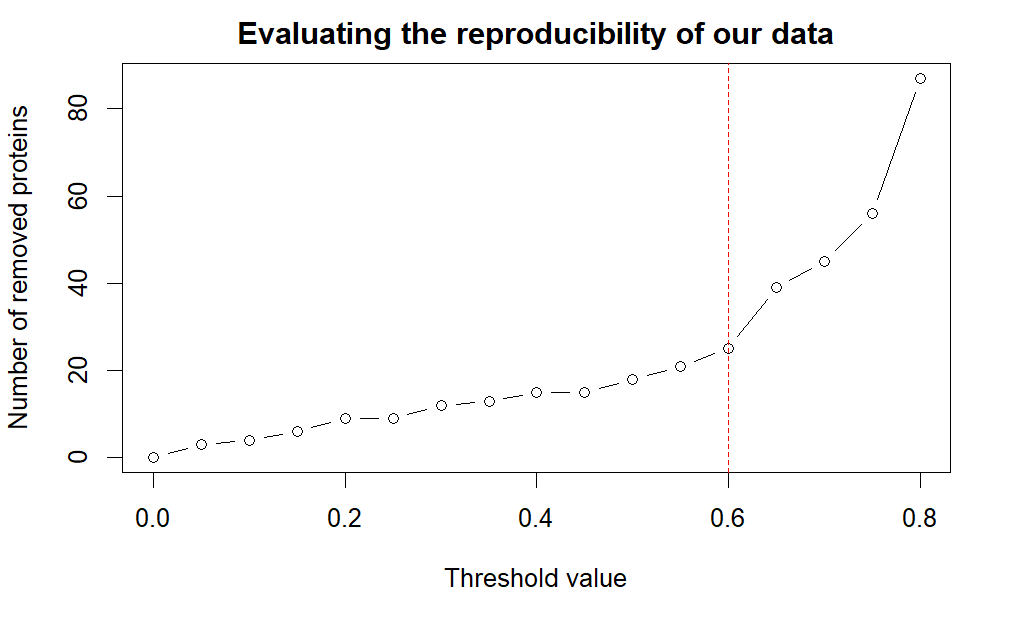 Evaluating the reproducibility of our data
Number of removed proteins
80
60
40
20
0
0.0 0.2 0.4 0.6 0.8
Threshold value